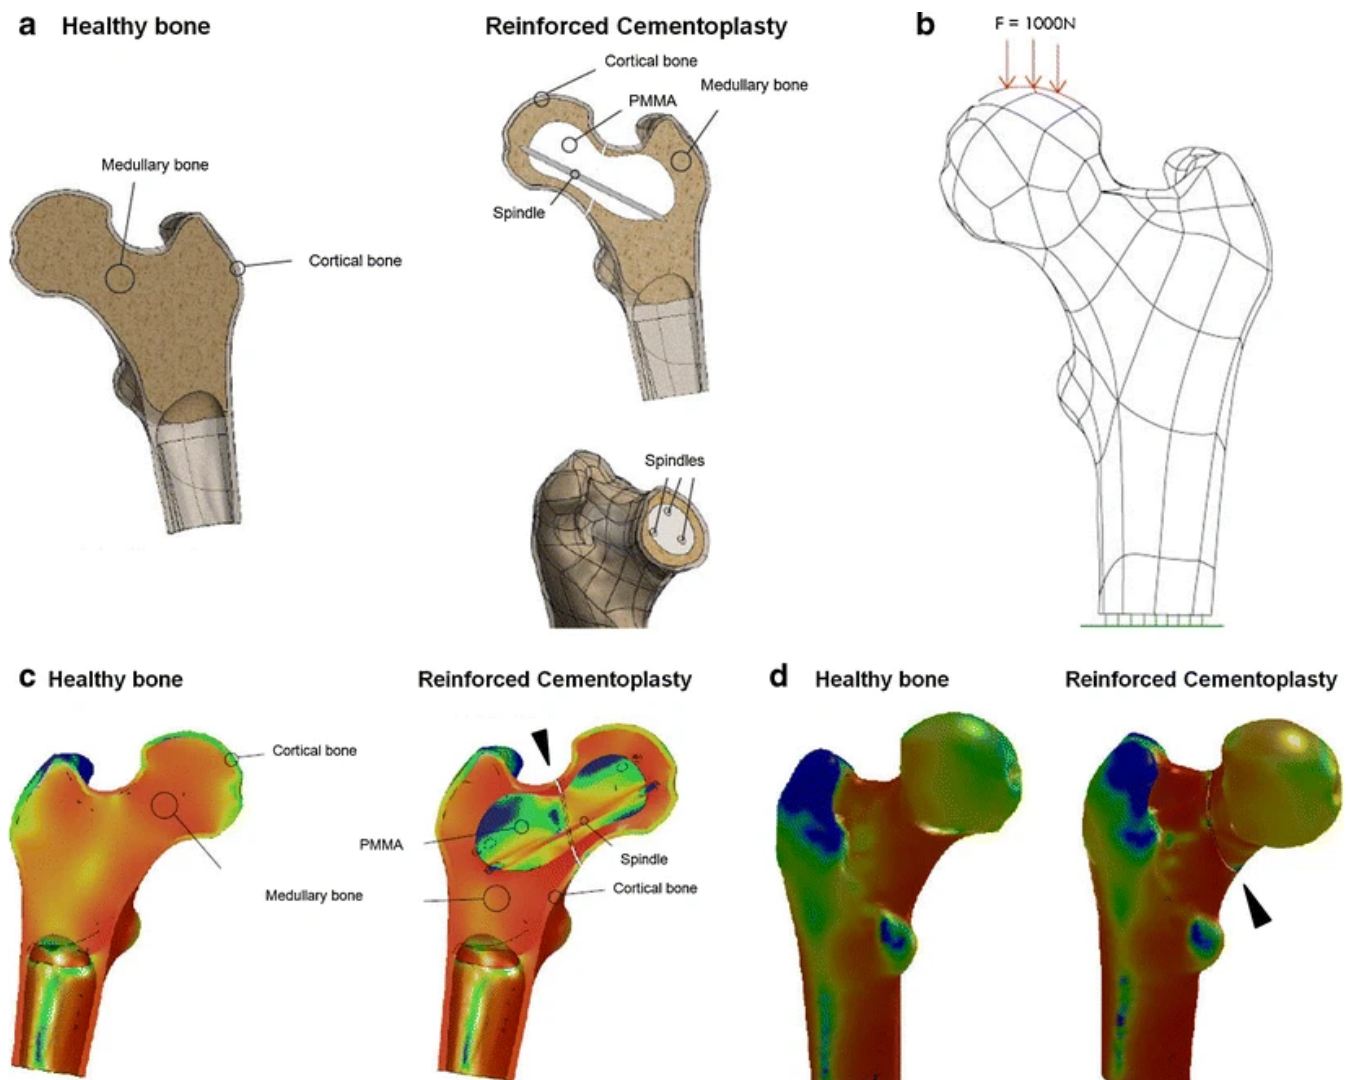 a Healthy bone
Reinforced Cementoplasty
b
F = 1000N
Cortical bone
Medullary bone
PMMA
Medullary bone
Spindle
Cortical bone
Spindles
c Healthy bone
Reinforced Cementoplasty
d Healthy bone
Reinforced Cementoplasty
Cortical bone
PMMA
Spindle
Medullary bone
Cortical bone